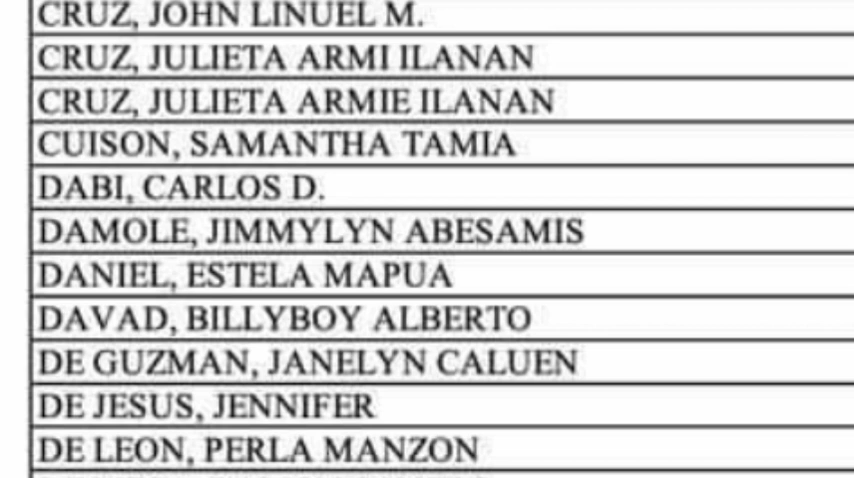 CRUZ, JOHN LINUEL M.
CRUZ, JULIETA ARMI ILANAN
CRUZ, JULIETA ARMIE ILANAN
CUISON, SAMANTHA TAMIA
DABI, CARLOS D.
DAMOLE, JIMMYLYN ABESAMIS
DANIEL, ESTELA MAPUA
DAVAD, BILLYBOY ALBERTO
DE GUZMAN, JANELYN CALUEN
DE JESUS, JENNIFER
DE LEON, PERLA MANZON